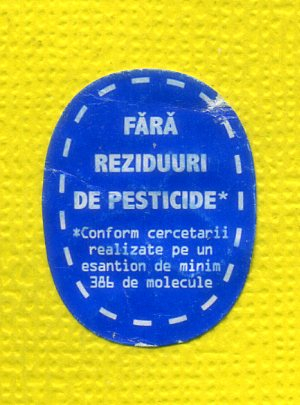 FĂRĂ
REZIDUURI
DE PESTICIDE*
*Conform cercetarii
realizate pe un
esantion de minim
386 de molecule